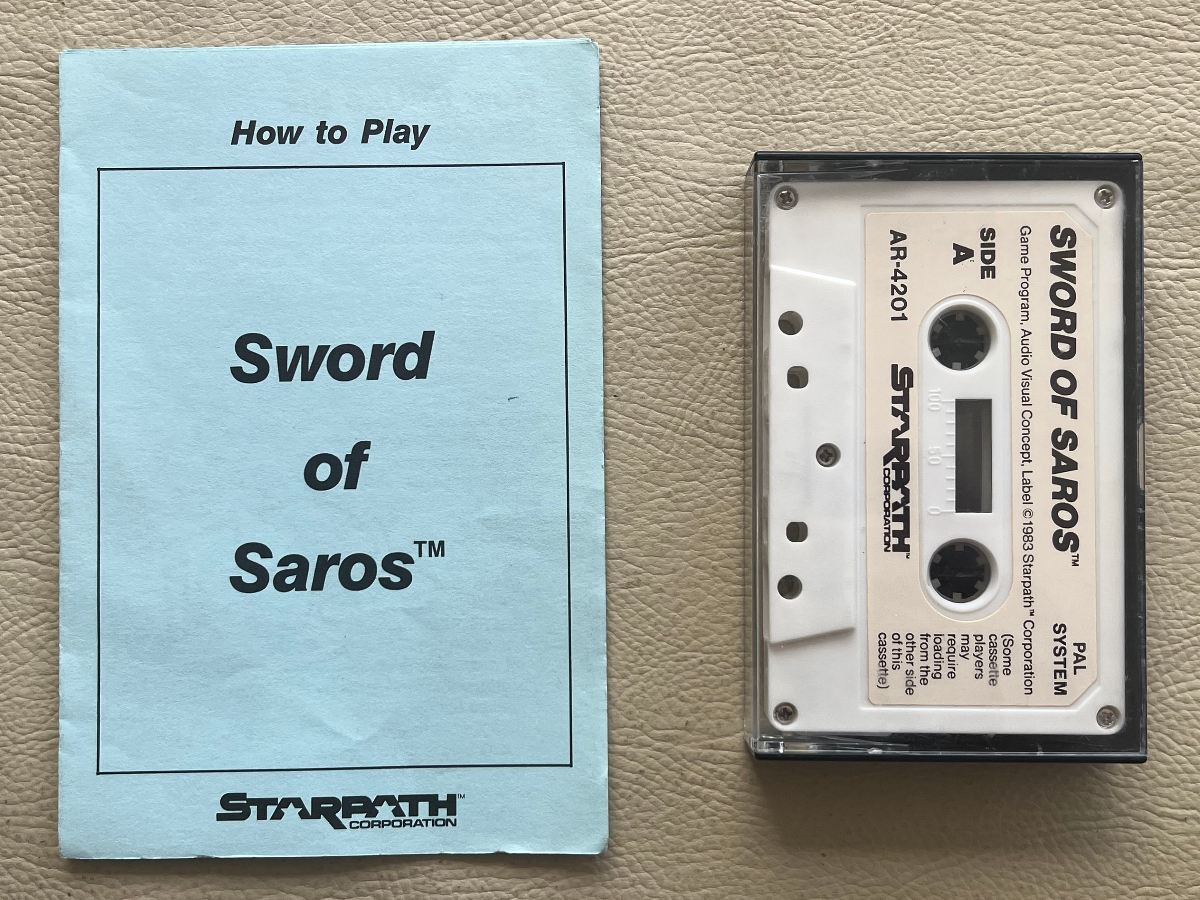 How to Play
Sword
of
Saros™
STARPATH™
CORPORATION
SWORD OF SAROS™
PAL
SYSTEM
Game Program, Audio Visual Concept, Label ©1983 Starpath™ Corporation
SIDE
A
(Some
cassette
players
may
require
loading
from the
other side
of this
cassette)
100 50 0
AR-4201
STARPATH™
CORPORATION